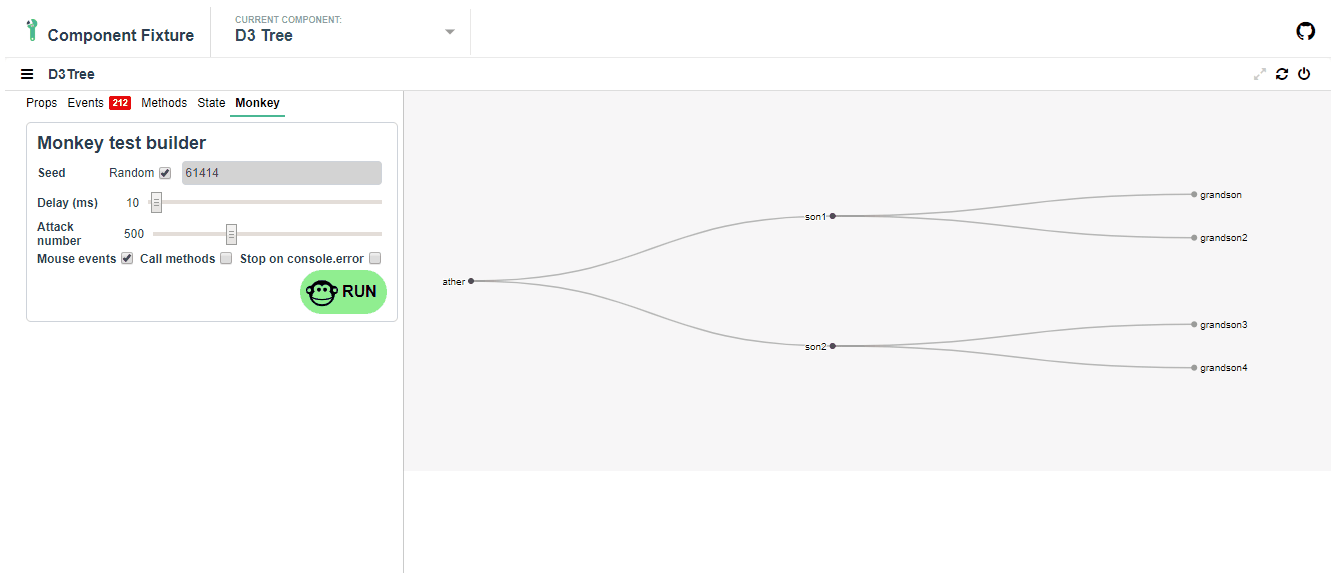 Component Fixture
CURRENT COMPONENT:
D3 Tree
D3Tree
Props Events 212 Methods State Monkey
Monkey test builder
Seed Random 61414
Delay (ms) 10
Attack number 500
Mouse events Call methods Stop on console.error
RUN
grandson
son1
grandson2
ather
grandson3
son2
grandson4